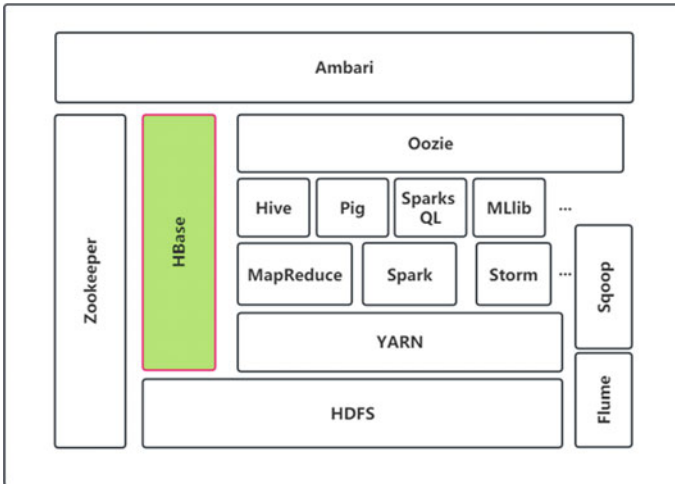 Ambari
Zookeeper
HBase
Oozie
Hive
Pig
Sparks
QL
MLlib
...
MapReduce
Spark
Storm
...
Sqoop
YARN
Flume
HDFS